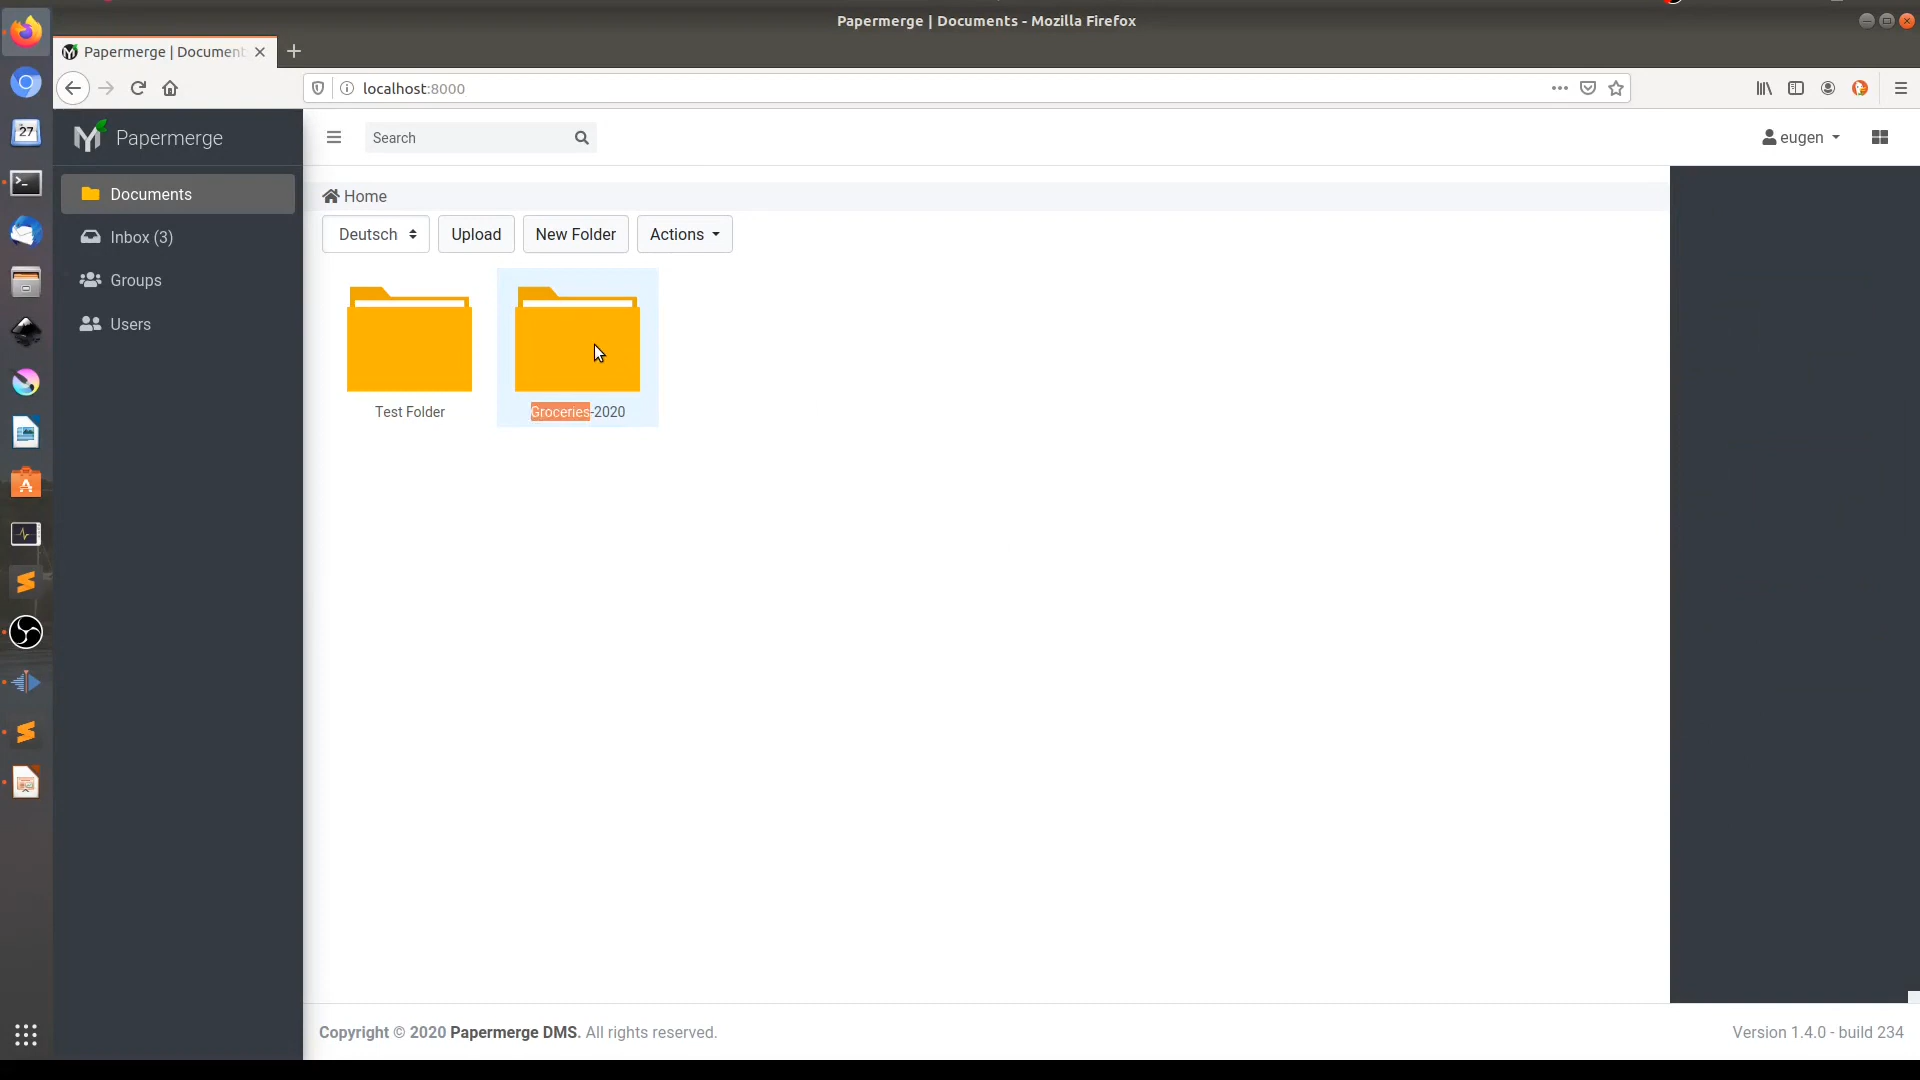 Papermerge | Documents - Mozilla Firefox
Papermerge | Document
localhost:8000
27
Papermerge
Search
eugen
Documents
Home
Inbox (3)
Deutsch
Upload
New Folder
Actions
Groups
Users
Test Folder
Groceries-2020
Copyright © 2020 Papermerge DMS. All rights reserved.
Version 1.4.0 - build 234